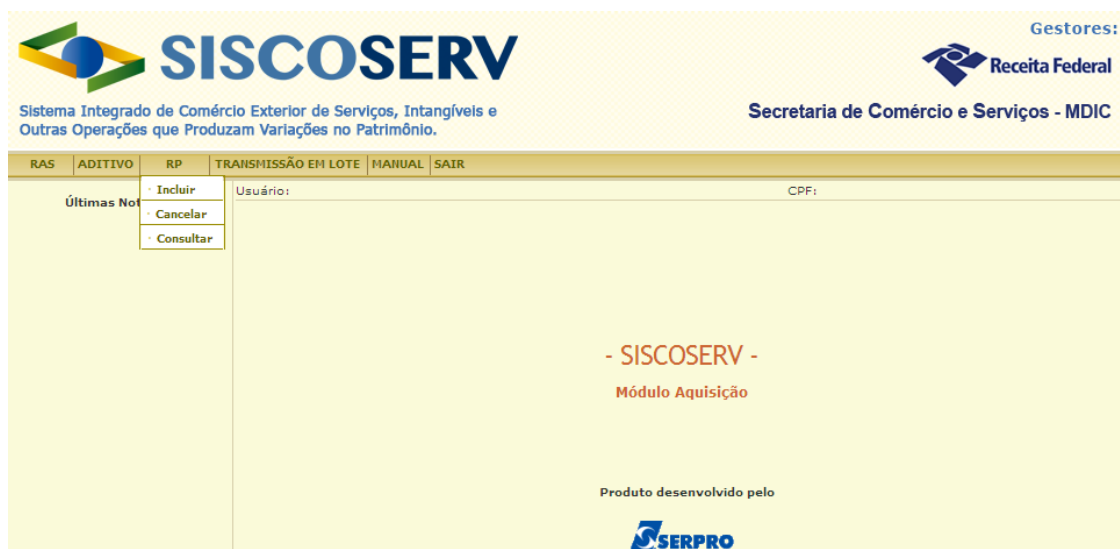 SISCOSERV
Sistema Integrado de Comércio Exterior de Serviços, Intangíveis e
Outras Operações que Produzam Variações no Patrimônio.
Gestores:
Receita Federal
Secretaria de Comércio e Serviços - MDIC
RAS ADITIVO RP TRANSMISSÃO EM LOTE MANUAL SAIR
Últimas Not
· Incluir
· Cancelar
· Consultar
Usuário: CPF:
- SISCOSERV -
Módulo Aquisição
Produto desenvolvido pelo
SERPRO